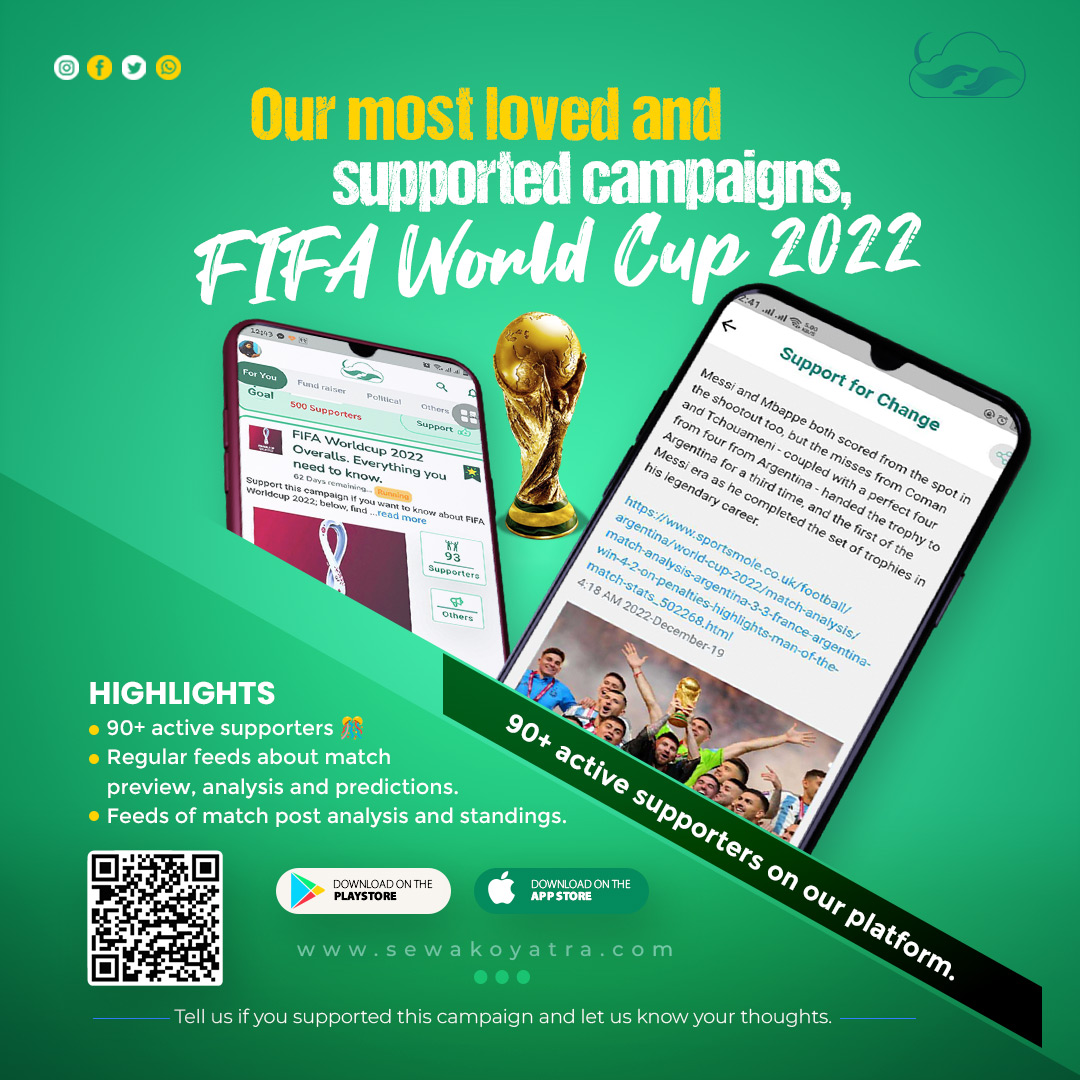 Our most loved and
supported campaigns,
FIFA World Cup 2022
12:43
For You
Fund raiser
Political
Others
Goal
500 Supporters
Support
FIFA Worldcup 2022
Overalls. Everything you
need to know.
62 Days remaining...
Running
Support this campaign if you want to know about FIFA
Worldcup 2022; below, find ...read more
93
Supporters
Others
2:41
Support for Change
Messi and Mbappe both scored from the spot in
the shootout too, but the misses from Coman
and Tchouameni - coupled with a perfect four
from four from Argentina - handed the trophy to
Argentina for a third time, and the first of the
Messi era as he completed the set of trophies in
his legendary career.
https://www.sportsmole.co.uk/football/
argentina/world-cup-2022/match-analysis/
match-analysis-argentina-3-3-france-argentina-
win-4-2-on-penalties-highlights-man-of-the-
match-stats_502268.html
4:18 AM 2022-December-19
90+ active supporters on our platform.
HIGHLIGHTS
90+ active supporters
Regular feeds about match
preview, analysis and predictions.
Feeds of match post analysis and standings.
DOWNLOAD ON THE
PLAYSTORE
DOWNLOAD ON THE
APP STORE
www.sewakoyatra.com
Tell us if you supported this campaign and let us know your thoughts.